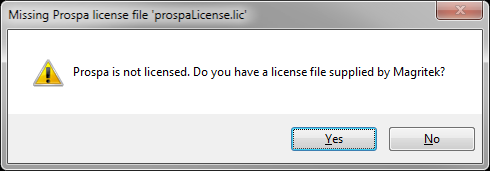 Missing Prospa license file 'prospaLicense.lic'
Prospa is not licensed. Do you have a license file supplied by Magritek?
Yes No